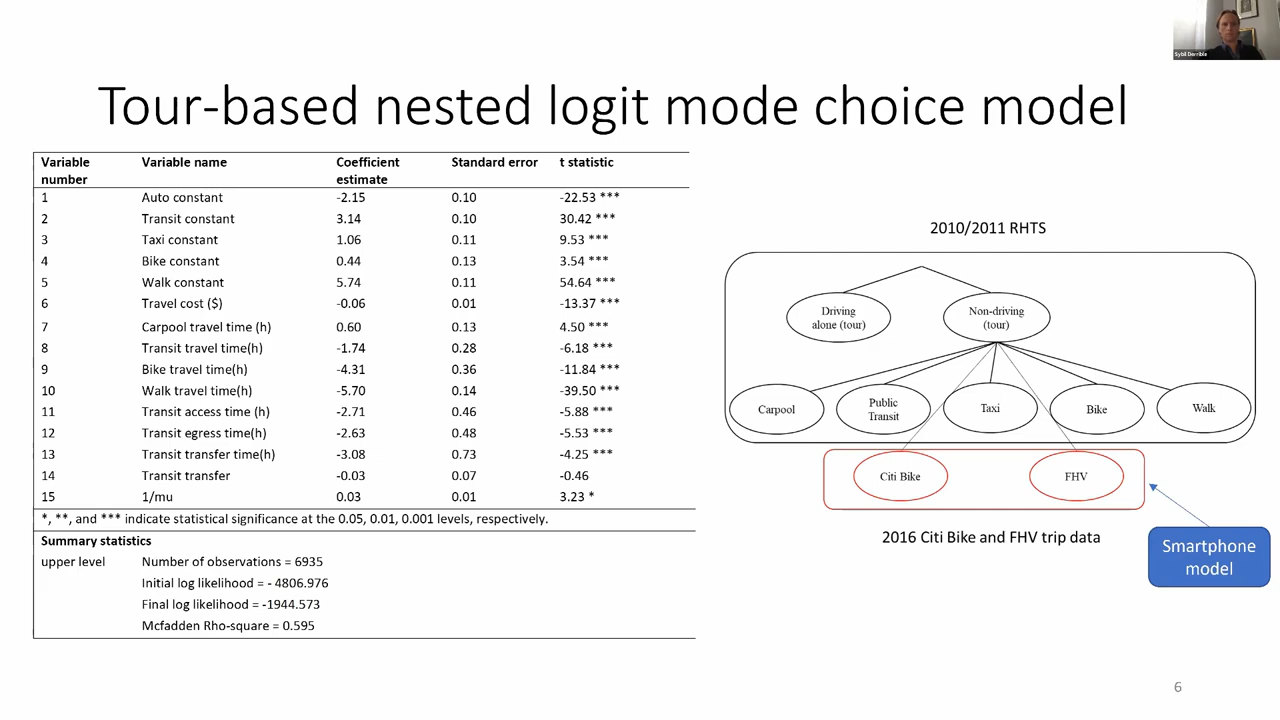 Sybil Derrible
Tour-based nested logit mode choice model
Variable number Variable name Coefficient estimate Standard error t statistic
1 Auto constant -2.15 0.10 -22.53 ***
2 Transit constant 3.14 0.10 30.42 ***
3 Taxi constant 1.06 0.11 9.53 ***
4 Bike constant 0.44 0.13 3.54 ***
5 Walk constant 5.74 0.11 54.64 ***
6 Travel cost ($) -0.06 0.01 -13.37 ***
7 Carpool travel time (h) 0.60 0.13 4.50 ***
8 Transit travel time(h) -1.74 0.28 -6.18 ***
9 Bike travel time(h) -4.31 0.36 -11.84 ***
10 Walk travel time(h) -5.70 0.14 -39.50 ***
11 Transit access time (h) -2.71 0.46 -5.88 ***
12 Transit egress time(h) -2.63 0.48 -5.53 ***
13 Transit transfer time(h) -3.08 0.73 -4.25 ***
14 Transit transfer -0.03 0.07 -0.46
15 1/mu 0.03 0.01 3.23 *
*, **, and *** indicate statistical significance at the 0.05, 0.01, 0.001 levels, respectively.
Summary statistics
upper level Number of observations = 6935
Initial log likelihood = - 4806.976
Final log likelihood = -1944.573
Mcfadden Rho-square = 0.595
2010/2011 RHTS
Driving
alone (tour)
Non-driving
(tour)
Carpool
Public
Transit
Taxi
Bike
Walk
Citi Bike
FHV
2016 Citi Bike and FHV trip data
Smartphone
model
6